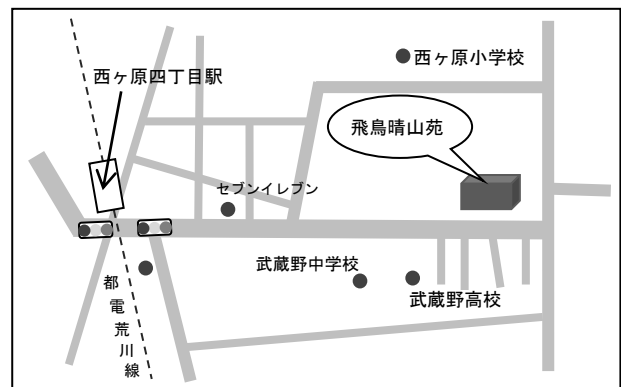 西ヶ原小学校
西ヶ原四丁目駅
飛鳥晴山苑
セブンイレブン
武蔵野中学校
武蔵野高校
都電荒川線